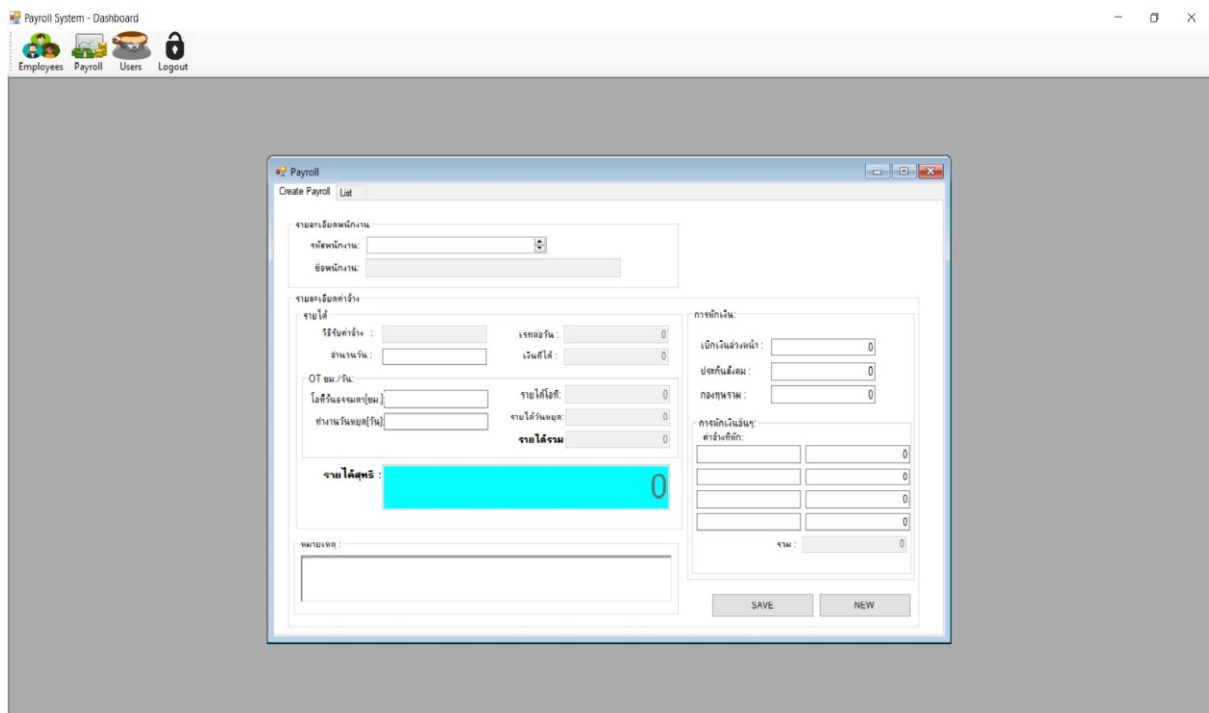 Payroll System - Dashboard
Employees Payroll Users Logout
Payroll
Create Payroll List
รายละเอียดพนักงาน
รหัสพนักงาน:
ชื่อพนักงาน:
รายละเอียดค่าจ้าง
รายได้
วิธีรับค่าจ้าง :
เรทต่อวัน : 0
จำนวนวัน :
เงินที่ได้ : 0
OT ชม./วัน:
โอทีวันธรรมดา[ชม.]:
รายได้โอที: 0
ทำงานวันหยุด[วัน]:
รายได้วันหยุด: 0
รายได้รวม 0
รายได้สุทธิ : 0
หมายเหตุ :
การหักเงิน:
เบิกเงินล่วงหน้า : 0
ประกันสังคม : 0
กองทุนรวม : 0
การหักเงินอื่นๆ:
ค่าจ้างที่หัก:
0
0
0
0
รวม : 0
SAVE NEW